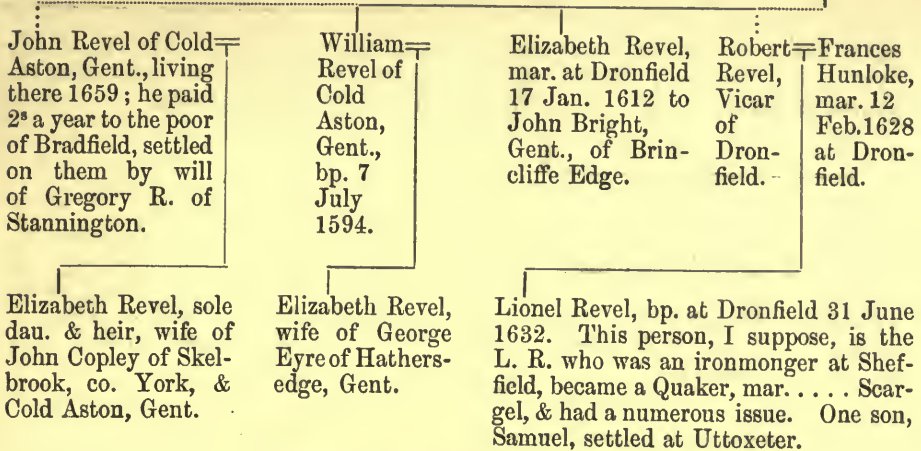 John Revel of Cold
Aston, Gent., living
there 1659 ; he paid
2s a year to the poor
of Bradfield, settled
on them by will
of Gregory R. of
Stannington.
William
Revel of
Cold
Aston,
Gent.,
bp. 7
July
1594.
Elizabeth Revel,
mar. at Dronfield
17 Jan. 1612 to
John Bright,
Gent., of Brin-
cliffe Edge.
Robert
Revel,
Vicar
of
Dron-
field.
Frances
Hunloke,
mar. 12
Feb.1628
at Dron-
field.
Elizabeth Revel, sole
dau. & heir, wife of
John Copley of Skel-
brook, co. York, &
Cold Aston, Gent.
Elizabeth Revel,
wife of George
Eyre of Hathers-
edge, Gent.
Lionel Revel, bp. at Dronfield 31 June
1632. This person, I suppose, is the
L. R. who was an ironmonger at Shef-
field, became a Quaker, mar. . . . . . Scar-
gel, & had a numerous issue. One son,
Samuel, settled at Uttoxeter.